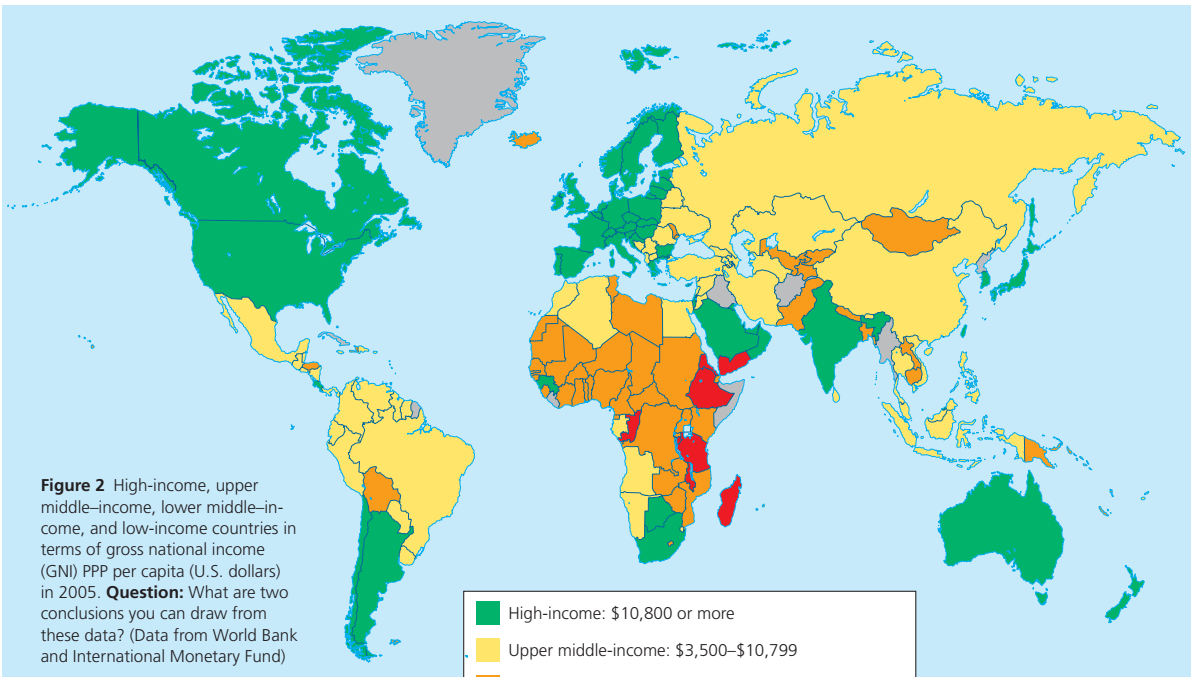 Figure 2 High-income, upper
middle–income, lower middle–in-
come, and low-income countries in
terms of gross national income
(GNI) PPP per capita (U.S. dollars)
in 2005. Question: What are two
conclusions you can draw from
these data? (Data from World Bank
and International Monetary Fund)
High-income: $10,800 or more
Upper middle-income: $3,500–$10,799